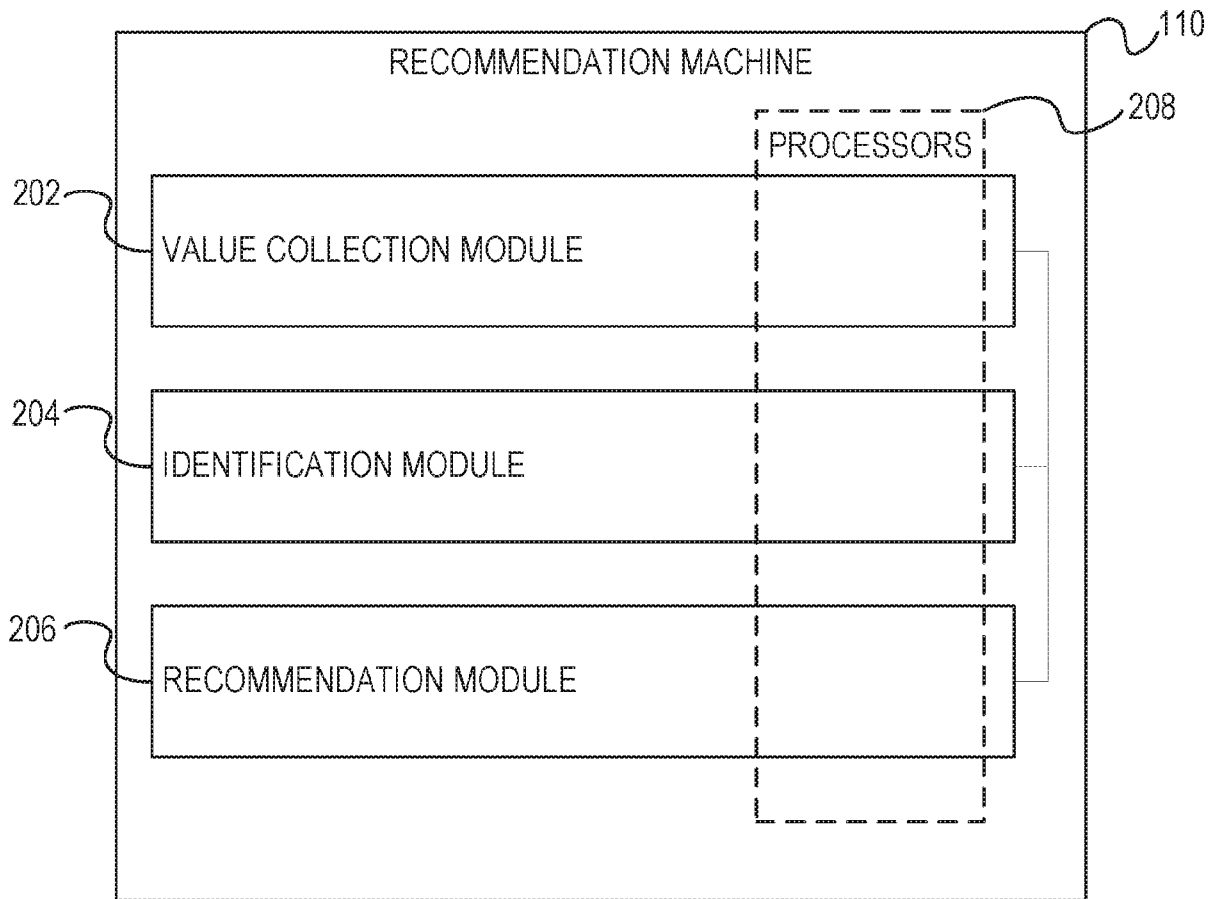 110
RECOMMENDATION MACHINE
208
PROCESSORS
202
VALUE COLLECTION MODULE
204
IDENTIFICATION MODULE
206
RECOMMENDATION MODULE